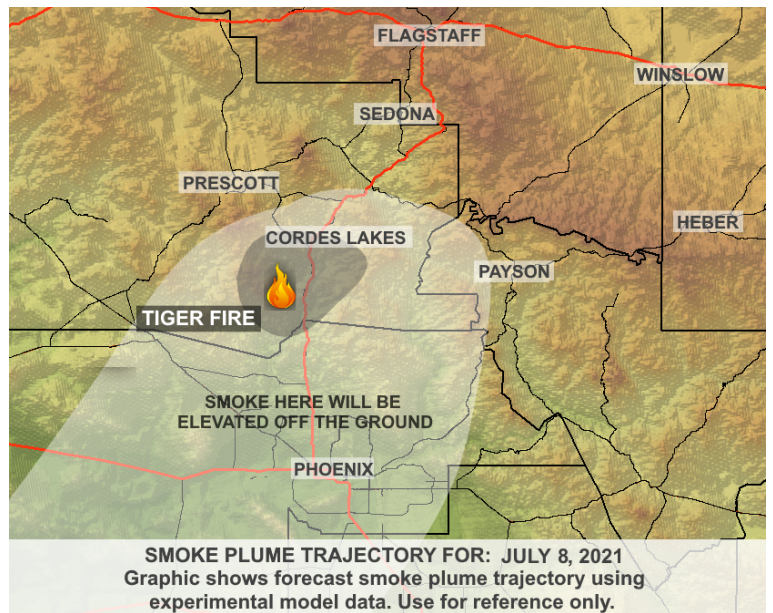 FLAGSTAFF
WINSLOW
SEDONA
PRESCOTT
HEBER
CORDES LAKES
PAYSON
TIGER FIRE
SMOKE HERE WILL BE
ELEVATED OFF THE GROUND
PHOENIX
SMOKE PLUME TRAJECTORY FOR: JULY 8, 2021
Graphic shows forecast smoke plume trajectory using
experimental model data. Use for reference only.